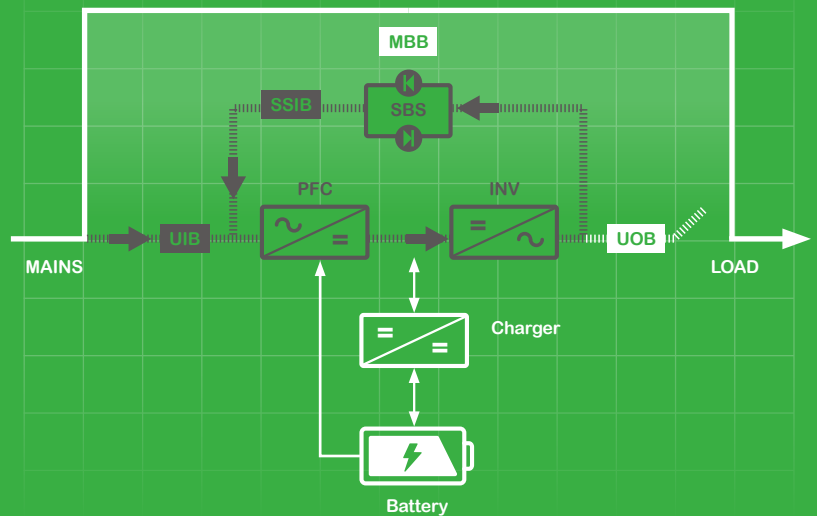 MBB
SSIB
SBS
PFC
INV
UIB
UOB
MAINS
LOAD
Charger
Battery